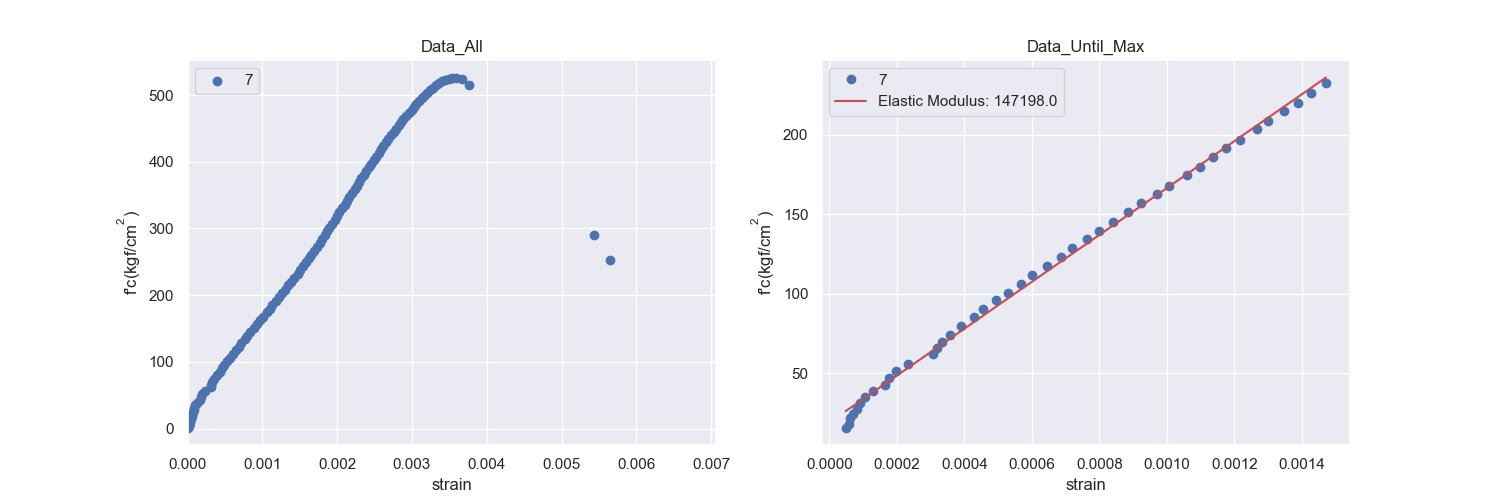 Data_All
7
500
400
300
200
100
0
0.000 0.001 0.002 0.003 0.004 0.005 0.006 0.007
strain
f'c(kgf/cm²)
Data_Until_Max
7
Elastic Modulus: 147198.0
200
150
100
50
0.0000 0.0002 0.0004 0.0006 0.0008 0.0010 0.0012 0.0014
strain
f'c(kgf/cm²)